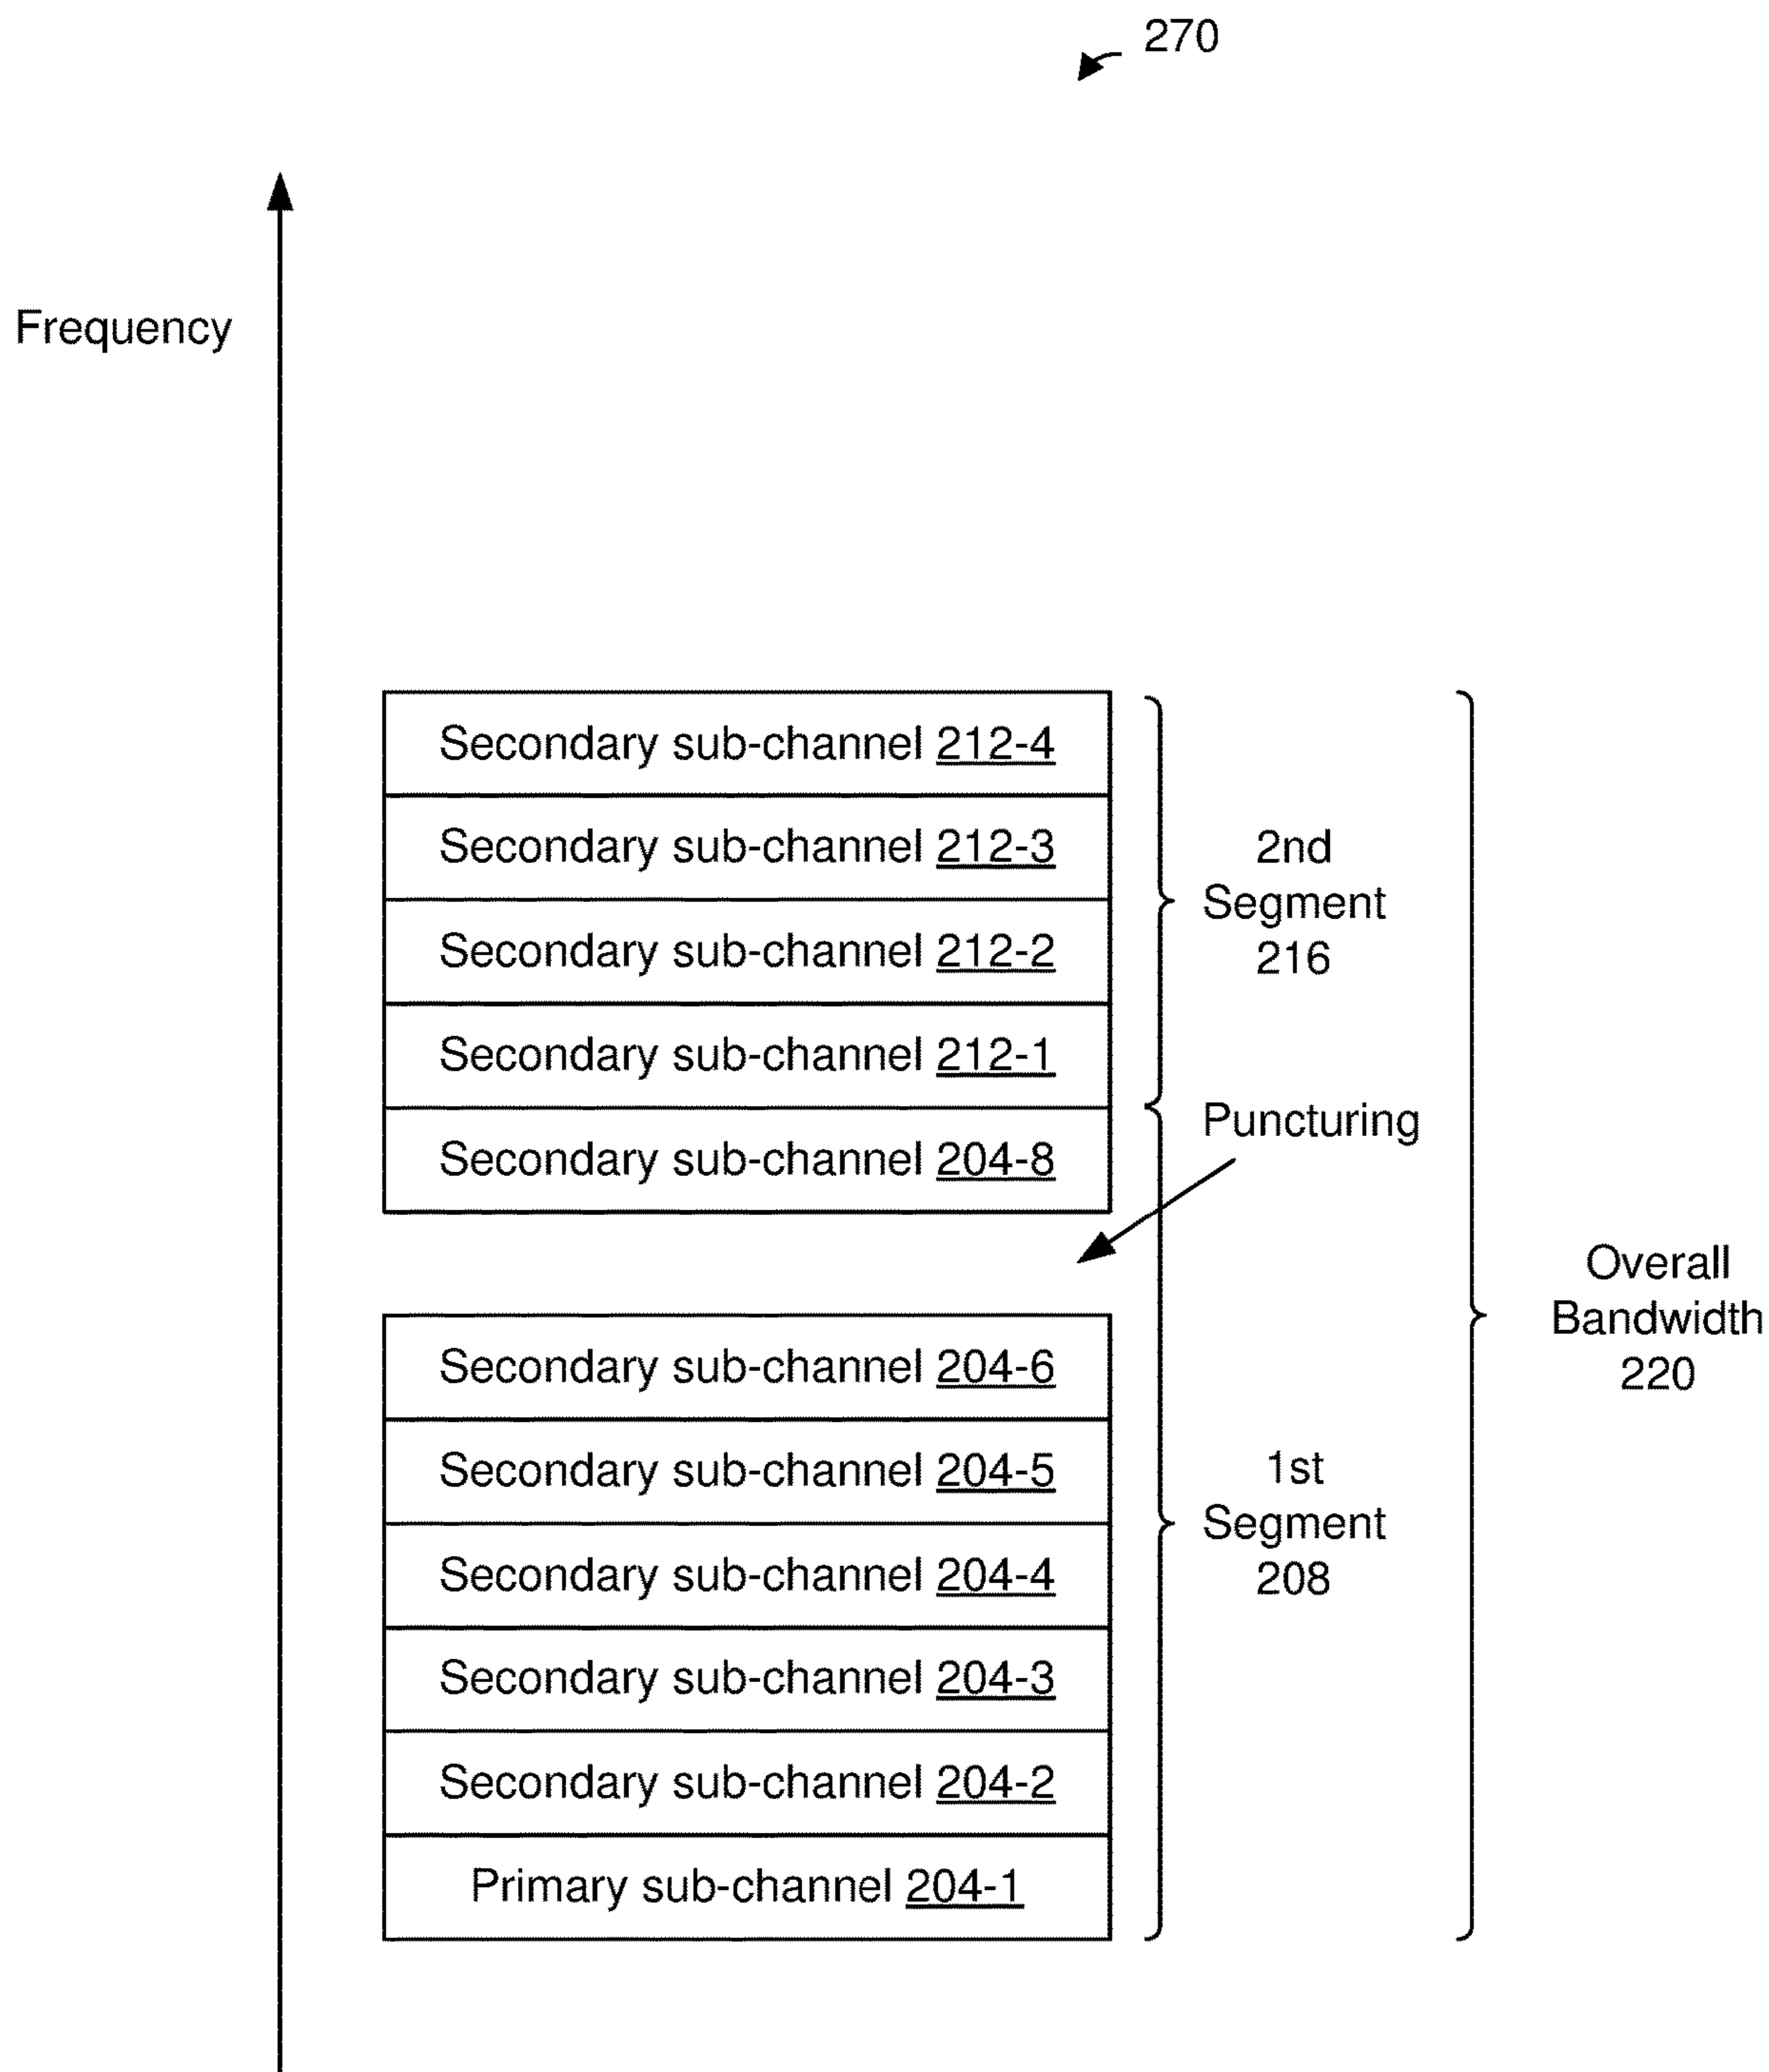 270
Frequency
Secondary sub-channel 212-4
Secondary sub-channel 212-3
Secondary sub-channel 212-2
Secondary sub-channel 212-1
Secondary sub-channel 204-8
Secondary sub-channel 204-6
Secondary sub-channel 204-5
Secondary sub-channel 204-4
Secondary sub-channel 204-3
Secondary sub-channel 204-2
Primary sub-channel 204-1
2nd
Segment
216
Puncturing
1st
Segment
208
Overall
Bandwidth
220